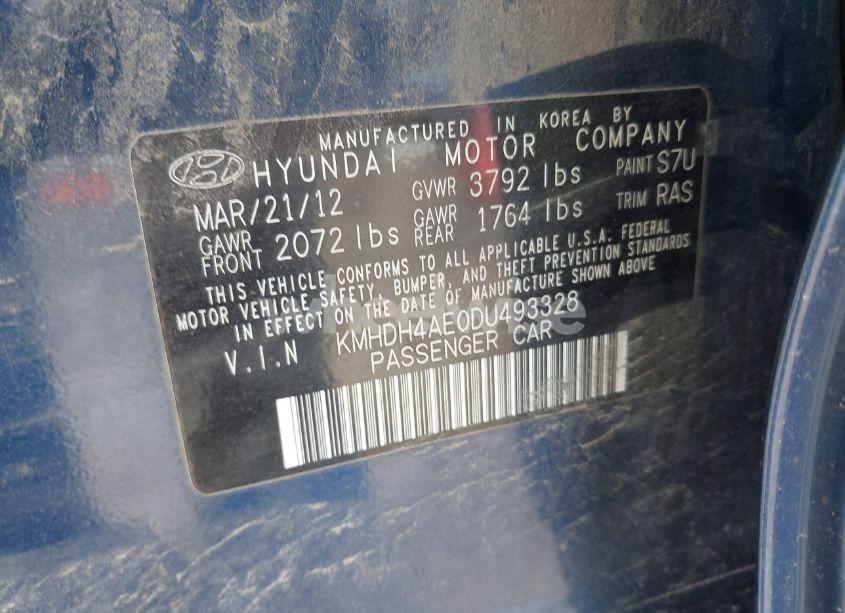 MANUFACTURED IN KOREA BY
HYUNDAI MOTOR COMPANY
MAR/21/12 GVWR 3792 lbs PAINT S7U
GAWR FRONT 2072 lbs GAWR REAR 1764 lbs TRIM RAS
THIS VEHICLE CONFORMS TO ALL APPLICABLE U.S.A. FEDERAL
MOTOR VEHICLE SAFETY, BUMPER, AND THEFT PREVENTION STANDARDS
IN EFFECT ON THE DATE OF MANUFACTURE SHOWN ABOVE
V.I.N KMHDH4AE0DU493328
PASSENGER CAR